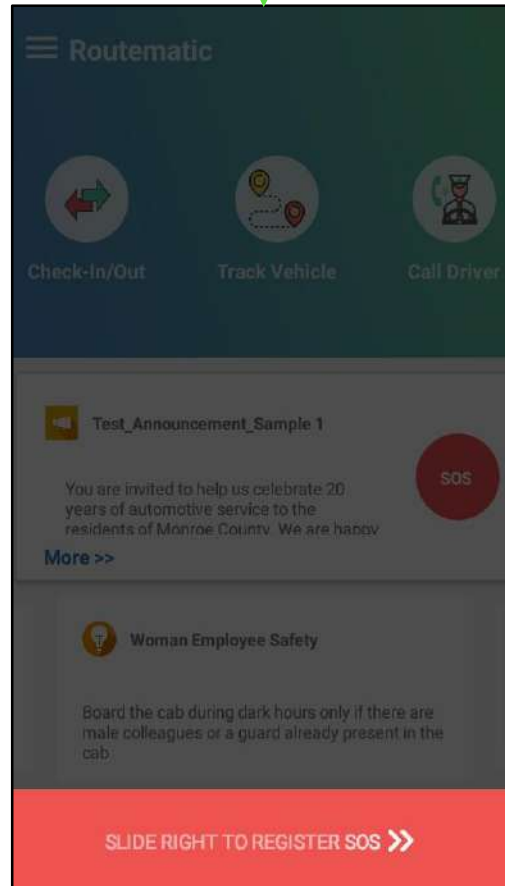 Routematic
Check-In/Out
Track Vehicle
Call Driver
Test_Announcement_Sample 1
You are invited to help us celebrate 20
years of automotive service to the
residents of Monroe County. We are happy
SOS
More >>
Woman Employee Safety
Board the cab during dark hours only if there are
male colleagues or a guard already present in the
cab
SLIDE RIGHT TO REGISTER SOS